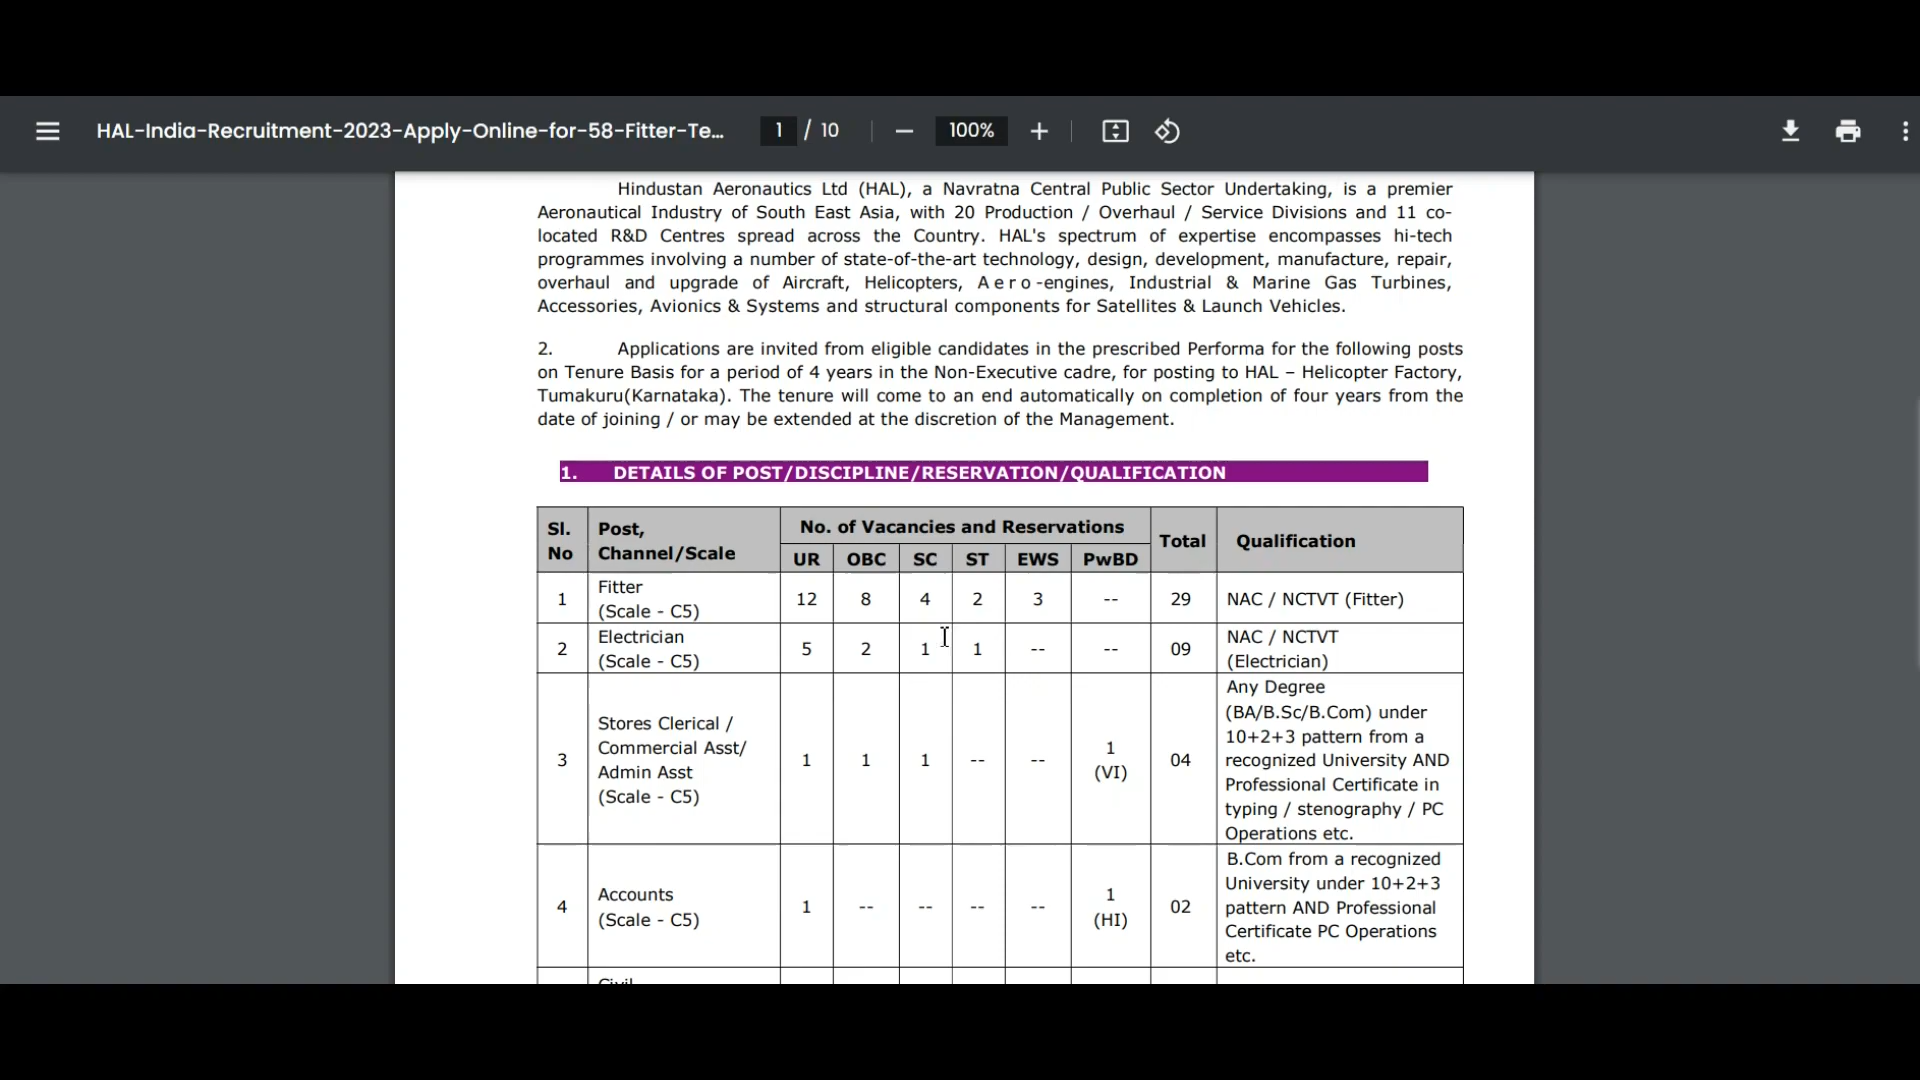 HAL-India-Recruitment-2023-Apply-Online-for-58-Fitter-Te...
1 / 10
100%
Hindustan Aeronautics Ltd (HAL), a Navratna Central Public Sector Undertaking, is a premier
Aeronautical Industry of South East Asia, with 20 Production / Overhaul / Service Divisions and 11 co-
located R&D Centres spread across the Country. HAL's spectrum of expertise encompasses hi-tech
programmes involving a number of state-of-the-art technology, design, development, manufacture, repair,
overhaul and upgrade of Aircraft, Helicopters, Aero-engines, Industrial & Marine Gas Turbines,
Accessories, Avionics & Systems and structural components for Satellites & Launch Vehicles.
2. Applications are invited from eligible candidates in the prescribed Performa for the following posts
on Tenure Basis for a period of 4 years in the Non-Executive cadre, for posting to HAL – Helicopter Factory,
Tumakuru(Karnataka). The tenure will come to an end automatically on completion of four years from the
date of joining / or may be extended at the discretion of the Management.
1. DETAILS OF POST/DISCIPLINE/RESERVATION/QUALIFICATION
Sl. No Post, Channel/Scale No. of Vacancies and Reservations Total Qualification
UR OBC SC ST EWS PwBD
1 Fitter (Scale - C5) 12 8 4 2 3 -- 29 NAC / NCTVT (Fitter)
2 Electrician (Scale - C5) 5 2 1 1 -- -- 09 NAC / NCTVT (Electrician)
3
Stores Clerical /
Commercial Asst/
Admin Asst
(Scale - C5)
1 1 1 -- -- 1 (VI) 04
Any Degree
(BA/B.Sc/B.Com) under
10+2+3 pattern from a
recognized University AND
Professional Certificate in
typing / stenography / PC
Operations etc.
4
Accounts
(Scale - C5)
1 -- -- -- -- 1 (HI) 02
B.Com from a recognized
University under 10+2+3
pattern AND Professional
Certificate PC Operations
etc.
Civil